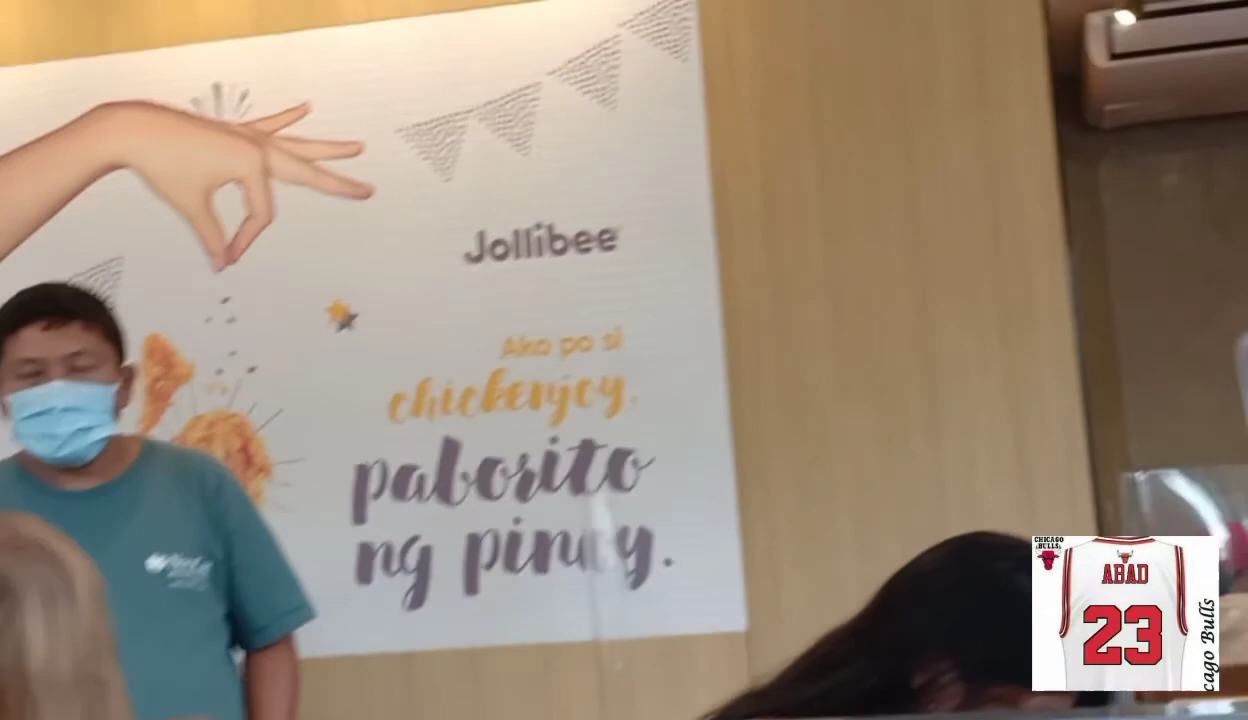 Jollibee
Ako po si
chickenjoy,
paborito
ng pinoy.
CHICAGO
BULLS
ABAD
23
cago Bulls